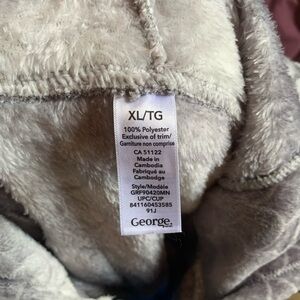 XL/TG
100% Polyester
Exclusive of trim/
Garniture non comprise
CA 51122
Made in
Cambodia
Fabriqué au
Cambodge
Style/Modèle
GRF90420MN
UPC/CUP
841160453585
91J
George